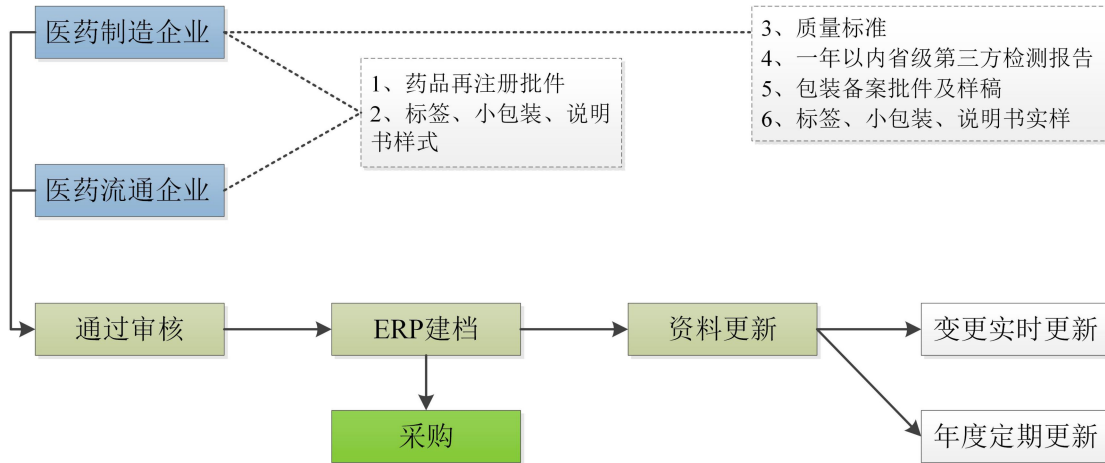 医药制造企业
3、质量标准
4、一年以内省级第三方检测报告
5、包装备案批件及样稿
6、标签、小包装、说明书实样
1、药品再注册批件
2、标签、小包装、说明
书样式
医药流通企业
通过审核
ERP建档
资料更新
变更实时更新
采购
年度定期更新